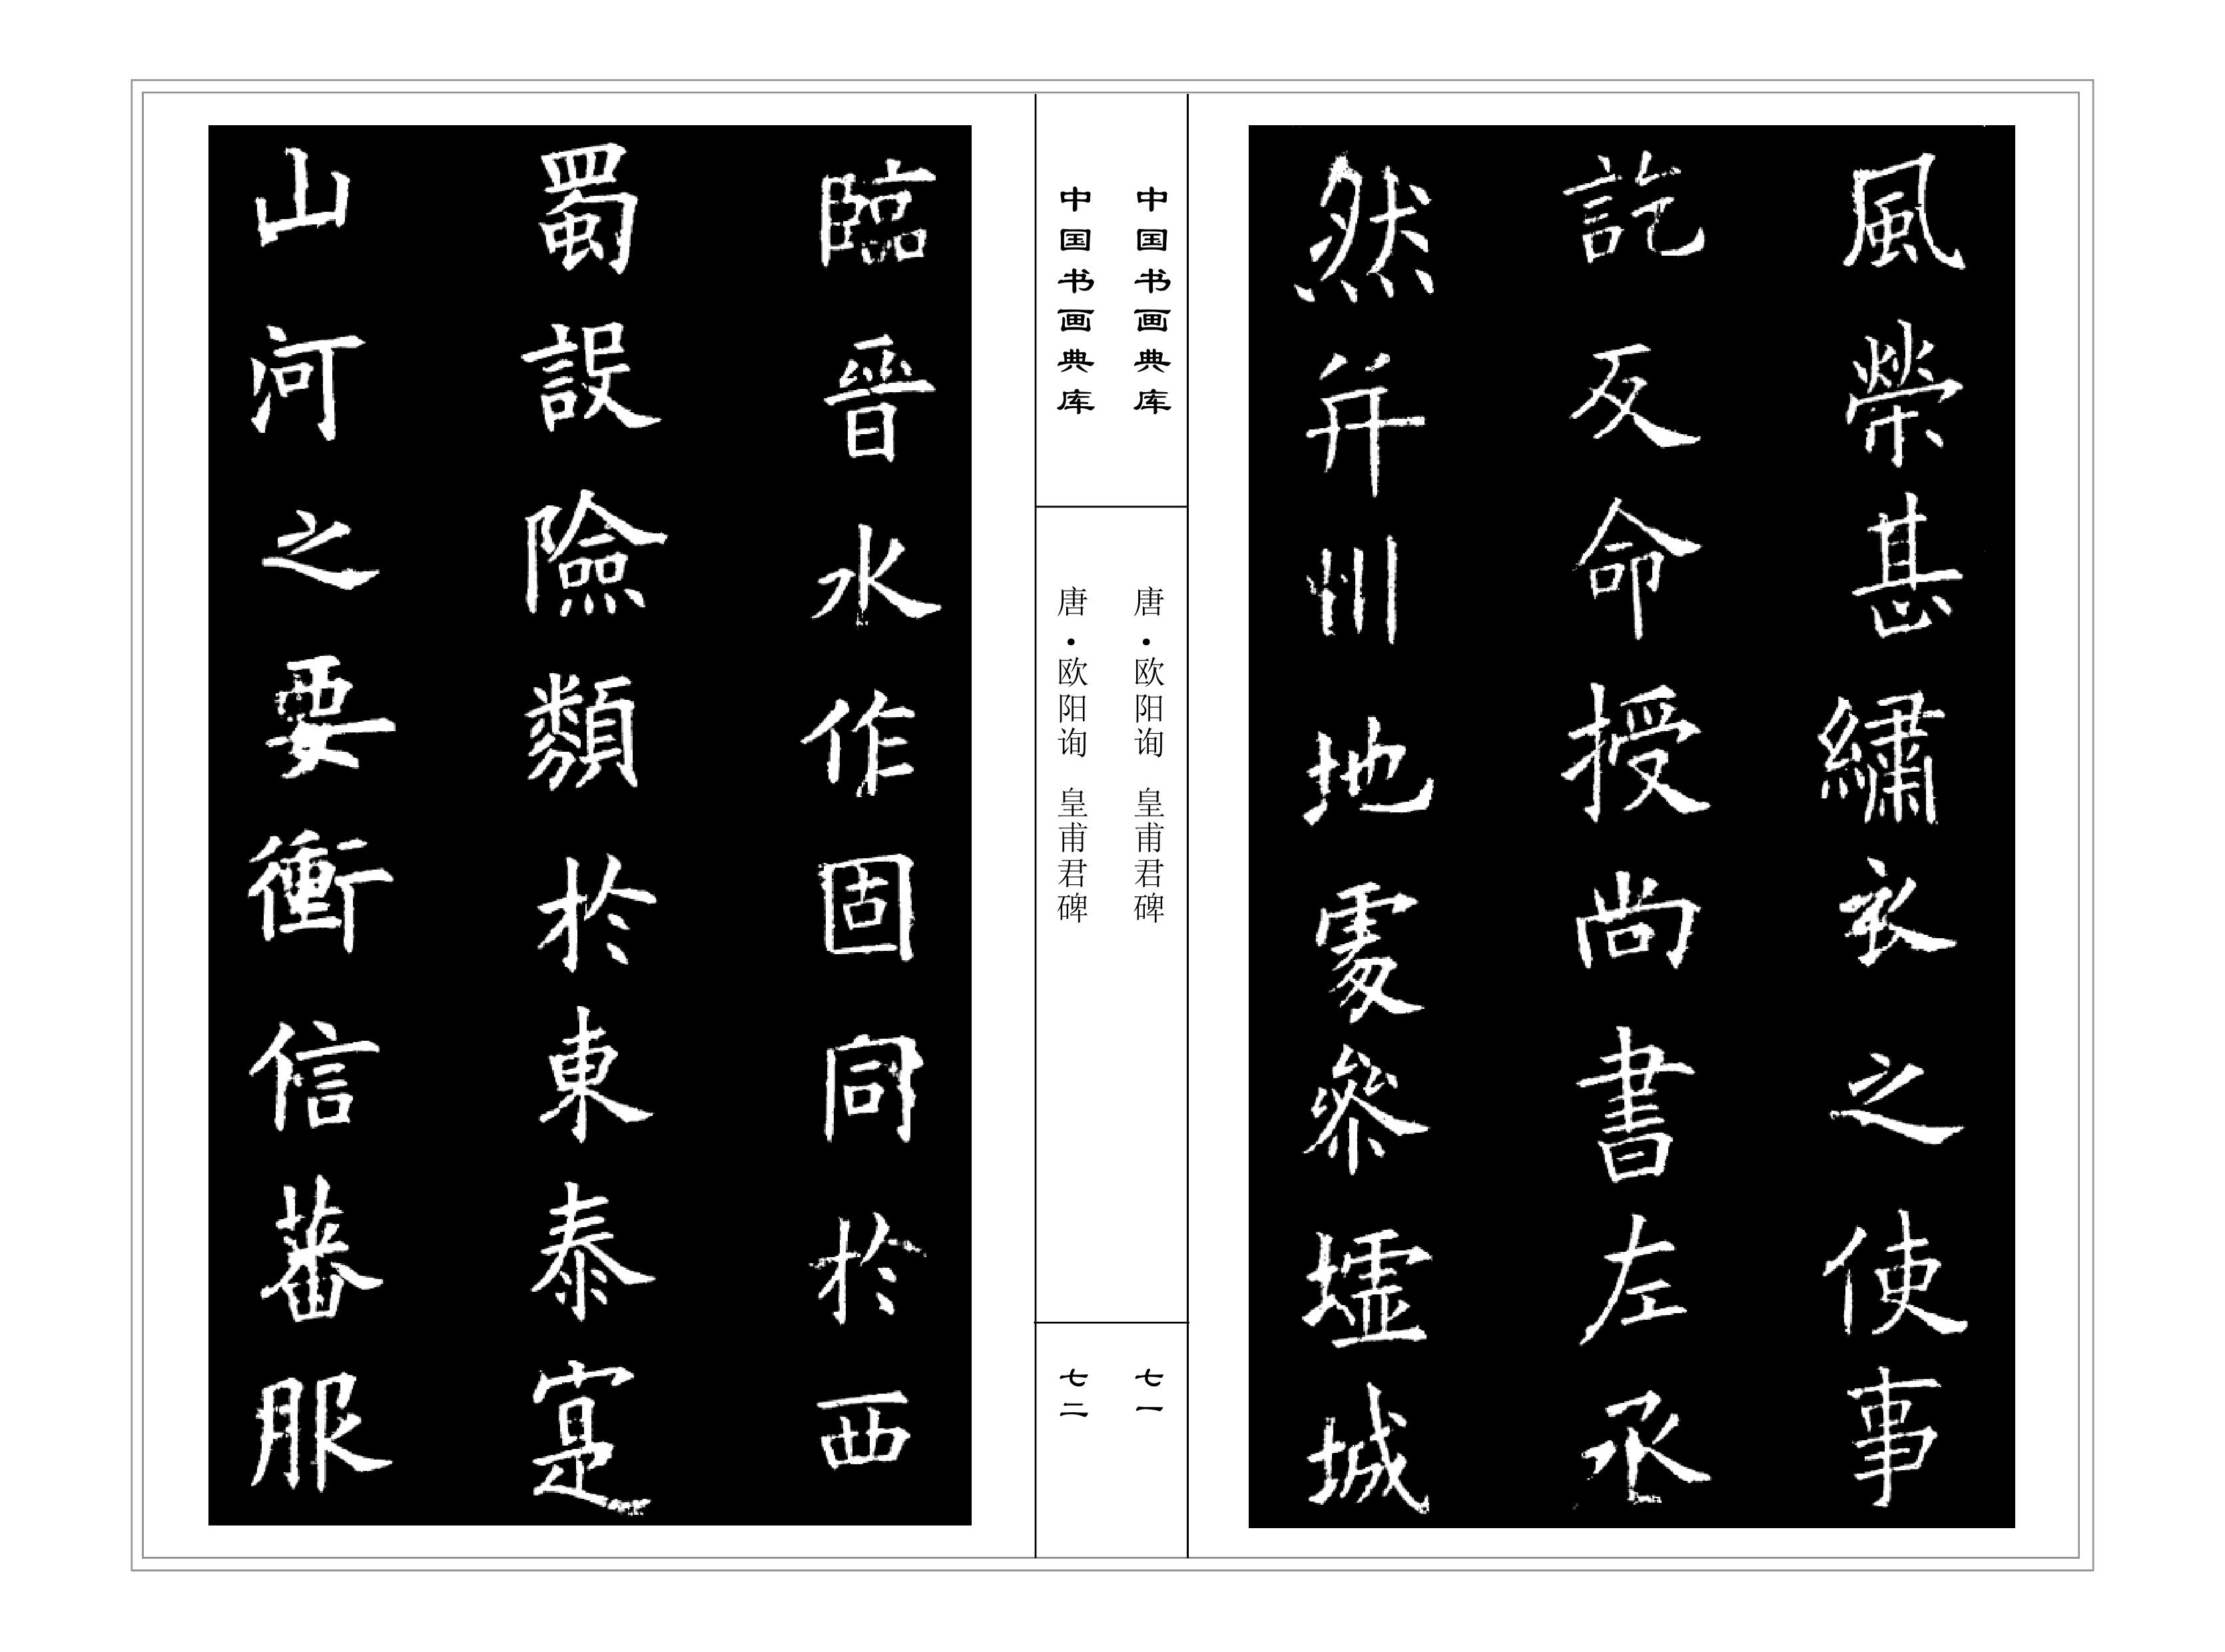 風榮甚繡衣之使事
訖反命授尚書左丞
然并州地處參墟城
中国书画典库
唐·欧阳询 皇甫君碑
七一
中国书画典库
唐·欧阳询 皇甫君碑
七二
臨晉水作固同於西
蜀設險類於東秦寔
山河之要衝信蕃服